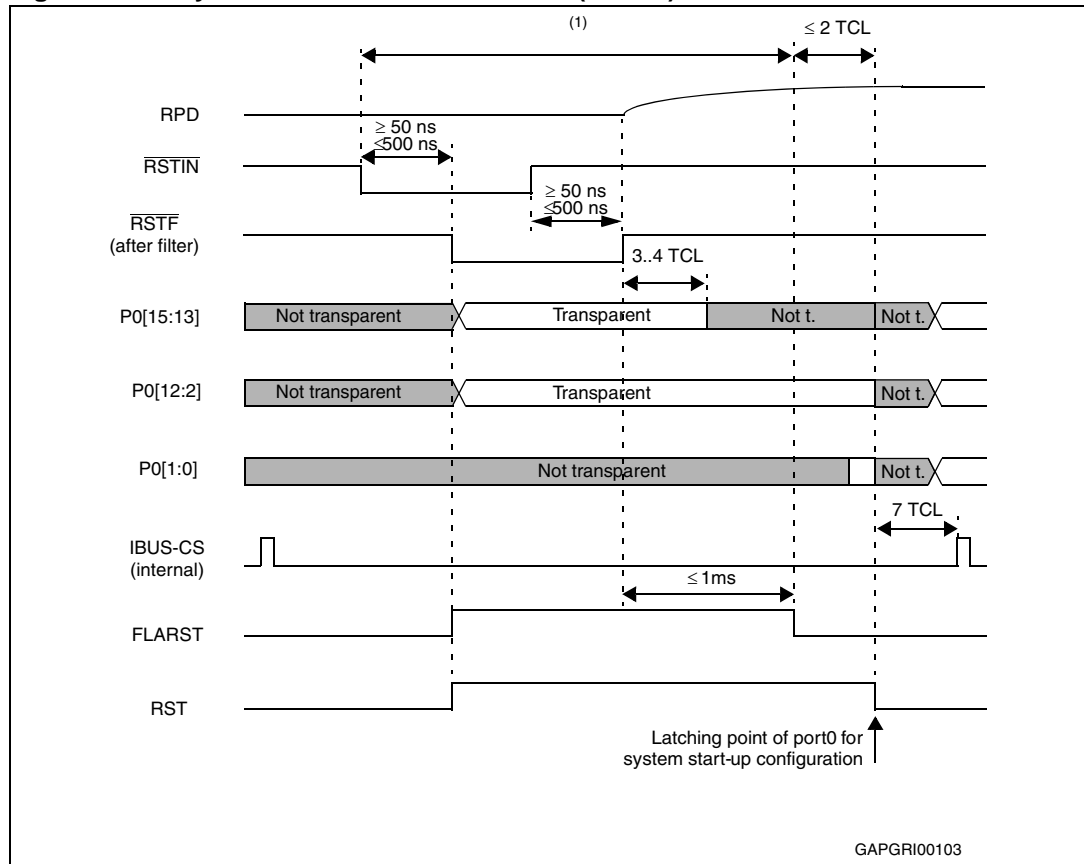 (1)
≤ 2 TCL
RPD
≥ 50 ns
≤500 ns
RSTIN
≥ 50 ns
≤500 ns
RSTF
(after filter)
3..4 TCL
P0[15:13]
Not transparent
Transparent
Not t.
Not t.
P0[12:2]
Not transparent
Transparent
Not t.
P0[1:0]
Not transparent
Not t.
7 TCL
IBUS-CS
(internal)
≤ 1ms
FLARST
RST
Latching point of port0 for
system start-up configuration
GAPGRI00103